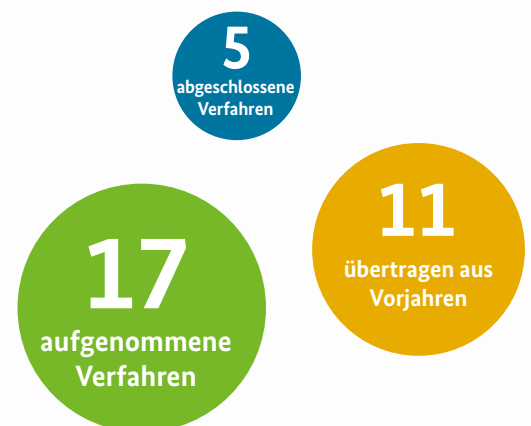 5
abgeschlossene
Verfahren
11
übertragen aus
Vorjahren
17
aufgenommene
Verfahren